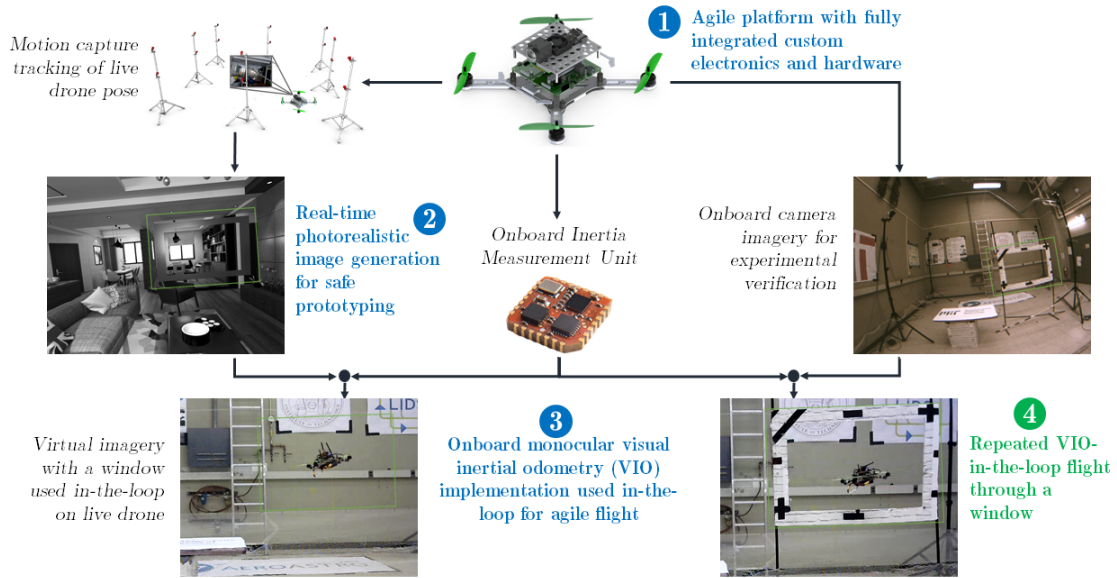 Motion capture
tracking of live
drone pose
1
Agile platform with fully
integrated custom
electronics and hardware
Real-time
photorealistic
image generation
for safe
prototyping
2
Onboard Inertia
Measurement Unit
Onboard camera
imagery for
experimental
verification
Virtual imagery
with a window
used in-the-loop
on live drone
LIDS
AEROASTRO
3
Onboard monocular visual
inertial odometry (VIO)
implementation used in-the-
loop for agile flight
4
Repeated VIO-
in-the-loop flight
through a
window